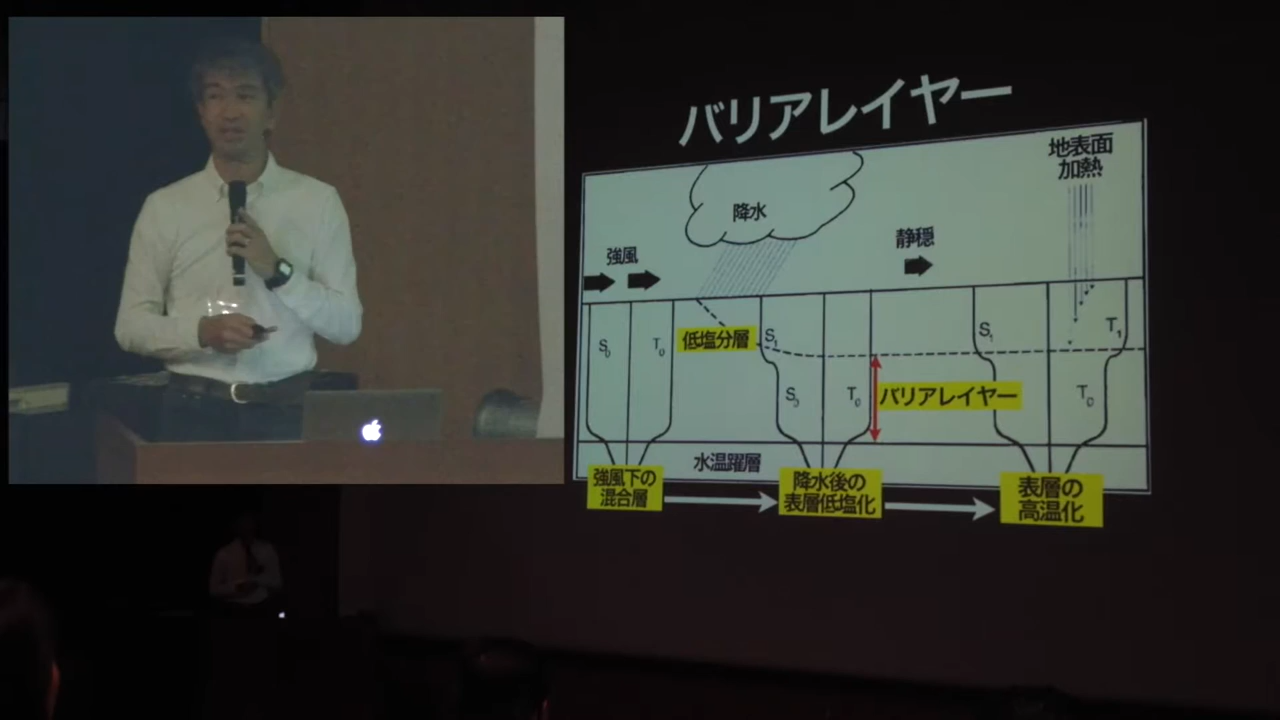 バリアレイヤー
地表面
加熱
降水
強風
静穏
低塩分層
S₀
T₀
S₁
S₀
T₀
バリアレイヤー
S₁
T₁
T₀
水温躍層
強風下の
混合層
降水後の
表層低塩化
表層の
高温化